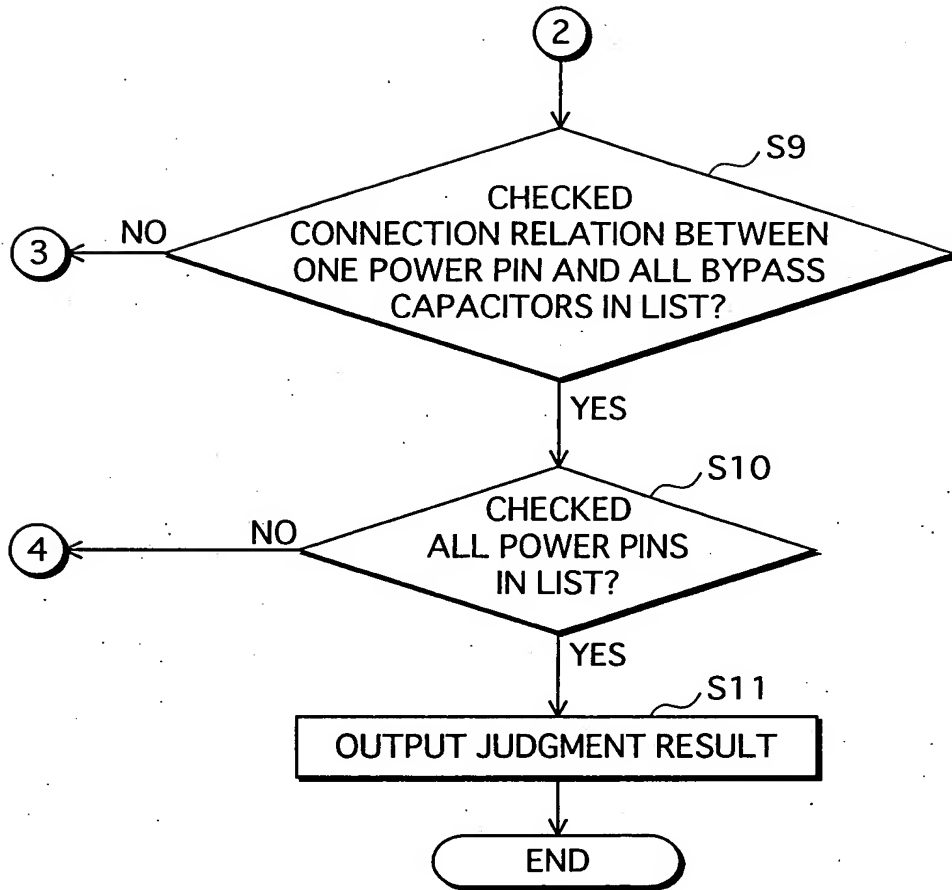 2
S9
CHECKED
CONNECTION RELATION BETWEEN
ONE POWER PIN AND ALL BYPASS
CAPACITORS IN LIST?
NO
3
YES
S10
CHECKED
ALL POWER PINS
IN LIST?
NO
4
YES
S11
OUTPUT JUDGMENT RESULT
END